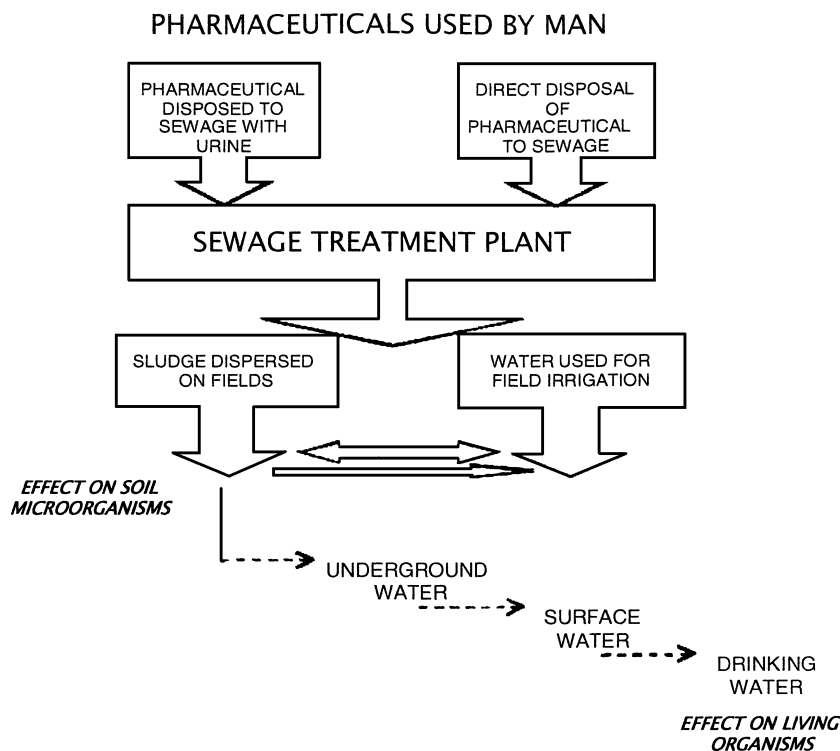 PHARMACEUTICALS USED BY MAN
PHARMACEUTICAL
DISPOSED TO
SEWAGE WITH
URINE
DIRECT DISPOSAL
OF
PHARMACEUTICAL
TO SEWAGE
SEWAGE TREATMENT PLANT
SLUDGE DISPERSED
ON FIELDS
WATER USED FOR
FIELD IRRIGATION
EFFECT ON SOIL
MICROORGANISMS
UNDERGROUND
WATER
SURFACE
WATER
DRINKING
WATER
EFFECT ON LIVING
ORGANISMS